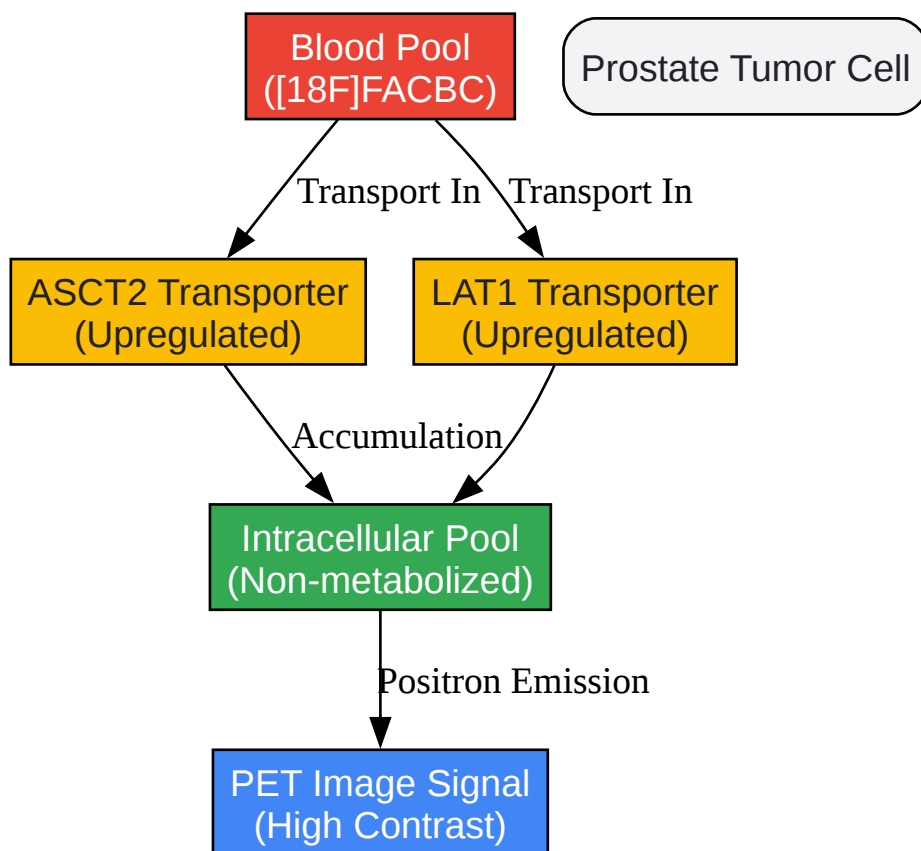 Blood Pool
([18F]FACBC)
Prostate Tumor Cell
Transport In
Transport In
ASCT2 Transporter
(Upregulated)
LAT1 Transporter
(Upregulated)
Accumulation
Intracellular Pool
(Non-metabolized)
Positron Emission
PET Image Signal
(High Contrast)